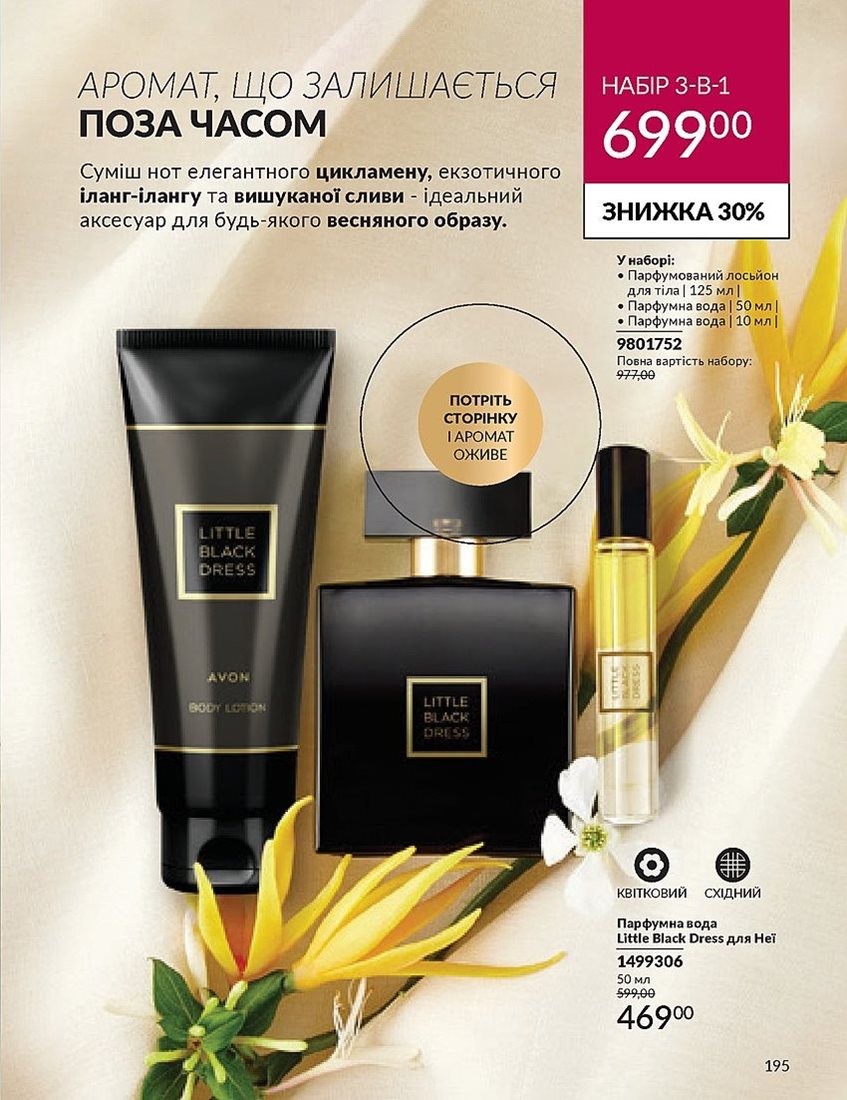 АРОМАТ, ЩО ЗАЛИШАЄТЬСЯ
ПОЗА ЧАСОМ
Суміш нот елегантного цикламену, екзотичного
іланг-ілангу та вишуканої сливи - ідеальний
аксесуар для будь-якого весняного образу.
НАБІР 3-В-1
699⁰⁰
ЗНИЖКА 30%
У наборі:
• Парфумований лосьйон
для тіла | 125 мл |
• Парфумна вода | 50 мл |
• Парфумна вода | 10 мл |
9801752
Повна вартість набору:
977,00
ПОТРІТЬ
СТОРІНКУ
І АРОМАТ
ОЖИВЕ
LITTLE
BLACK
DRESS
AVON
BODY LOTION
LITTLE
BLACK
DRESS
LITTLE
BLACK
DRESS
КВІТКОВИЙ
СХІДНИЙ
Парфумна вода
Little Black Dress для Неї
1499306
50 мл
599,00
469⁰⁰
195